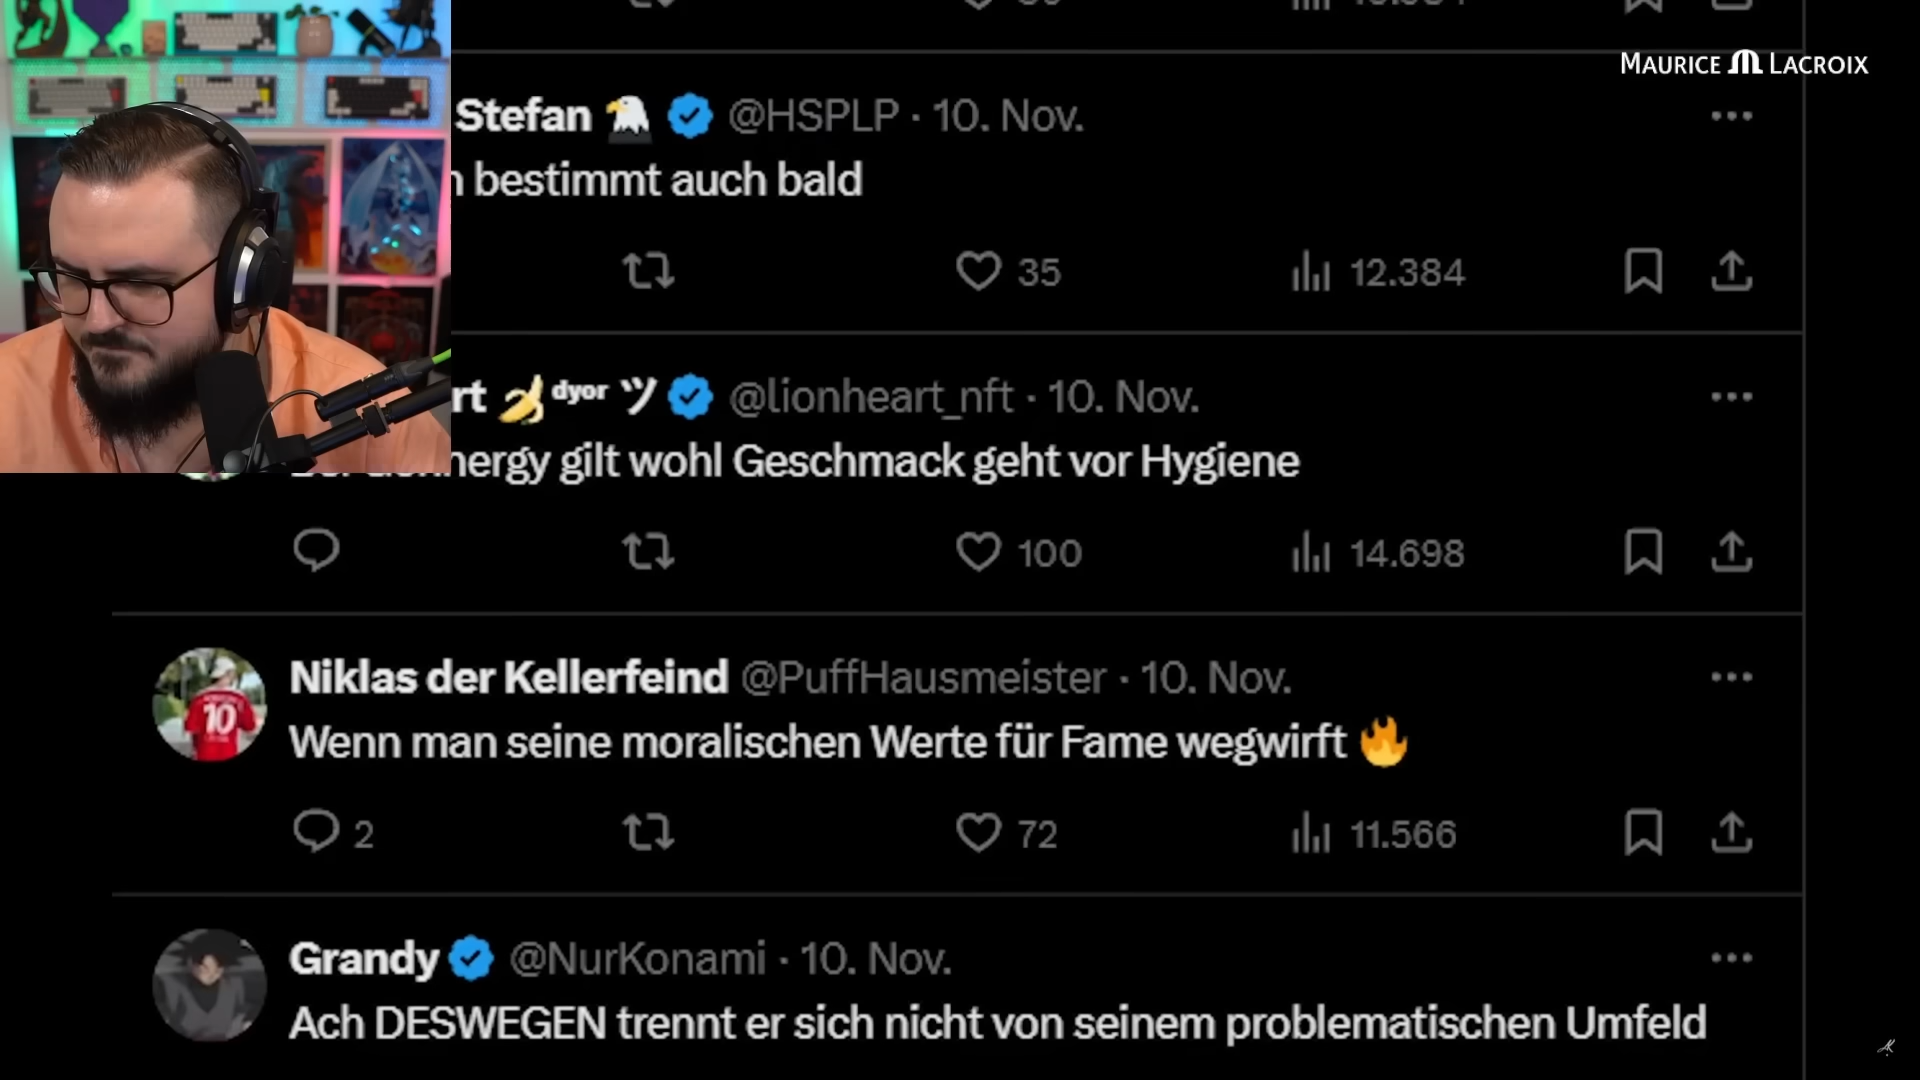 MAURICE LACROIX
Stefan 🦅 @HSPLP · 10. Nov.
bestimmt auch bald
35 12.384
dyor ツ @lionheart_nft · 10. Nov.
gilt wohl Geschmack geht vor Hygiene
100 14.698
10
Niklas der Kellerfeind @PuffHausmeister · 10. Nov.
Wenn man seine moralischen Werte für Fame wegwirft 🔥
2 72 11.566
Grandy @NurKonami · 10. Nov.
Ach DESWEGEN trennt er sich nicht von seinem problematischen Umfeld